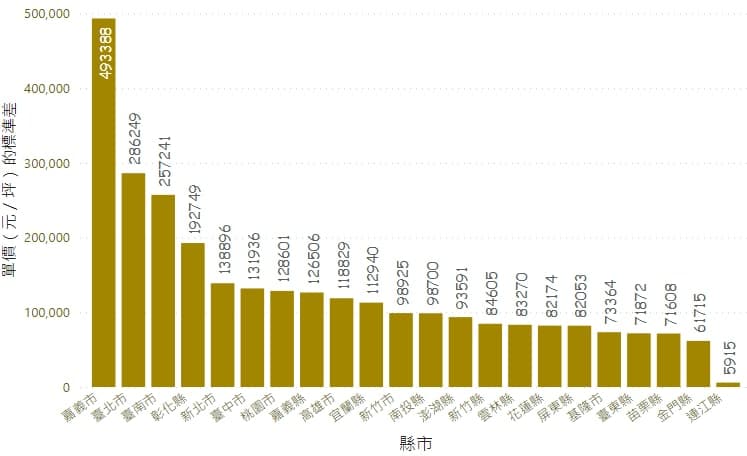 單價（元／坪）的標準差
500,000
400,000
300,000
200,000
100,000
0
493388
286249
257241
192749
138896
131936
128601
126506
118829
112940
98925
98700
93591
84605
83270
82174
82053
73364
71872
71608
61715
5915
嘉義市
臺北市
臺南市
彰化縣
新北市
臺中市
桃園市
嘉義縣
高雄市
宜蘭縣
新竹市
南投縣
澎湖縣
新竹縣
雲林縣
花蓮縣
屏東縣
基隆市
臺東縣
苗栗縣
金門縣
連江縣
縣市